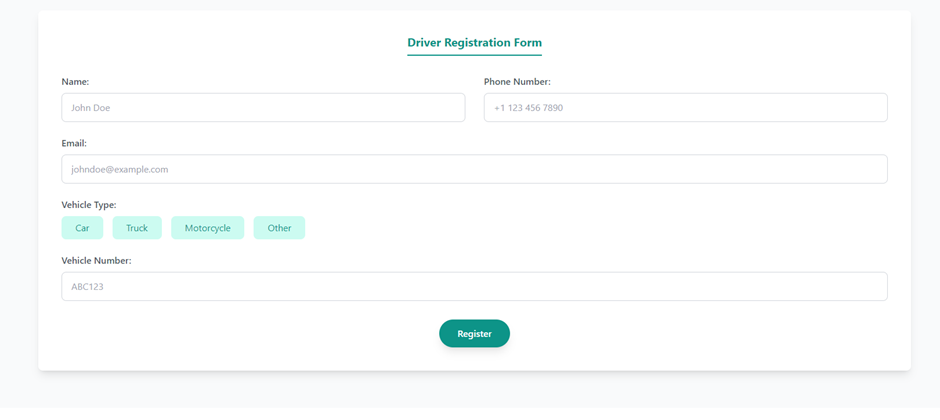 Driver Registration Form
Name: Phone Number:
John Doe +1 123 456 7890
Email:
johndoe@example.com
Vehicle Type:
Car Truck Motorcycle Other
Vehicle Number:
ABC123
Register